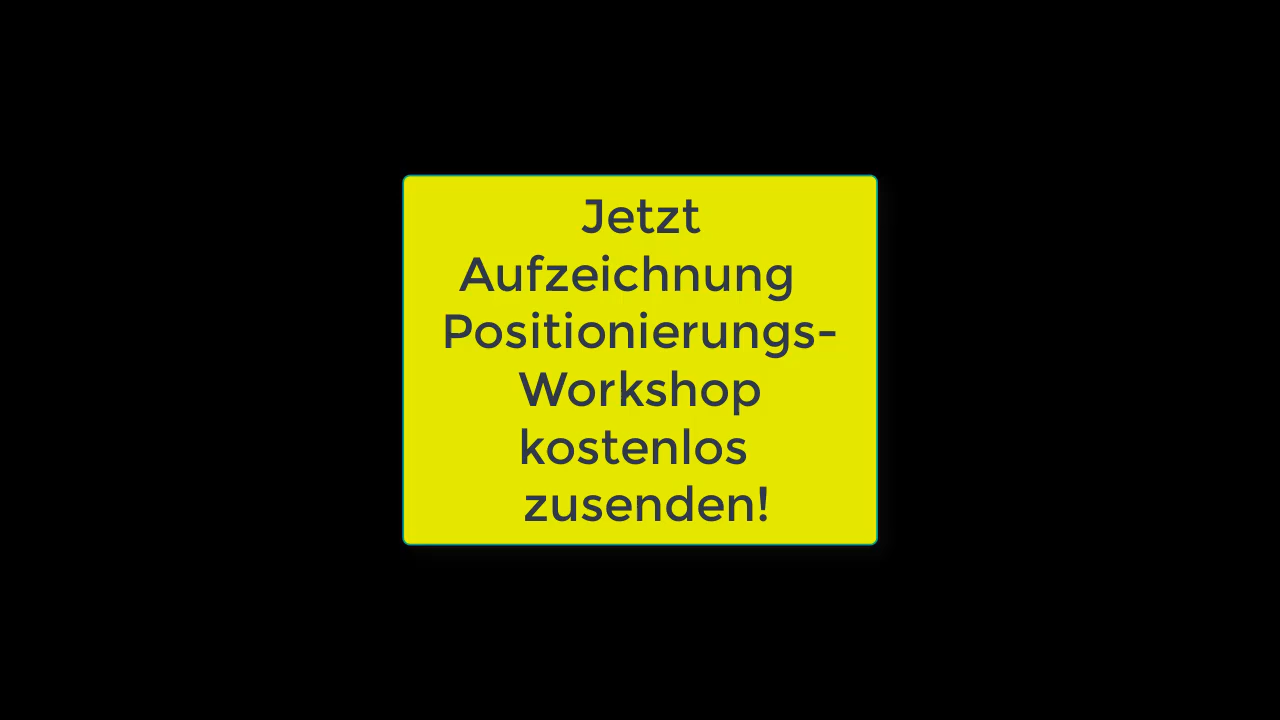 Jetzt
Aufzeichnung
Positionierungs-
Workshop
kostenlos
zusenden!